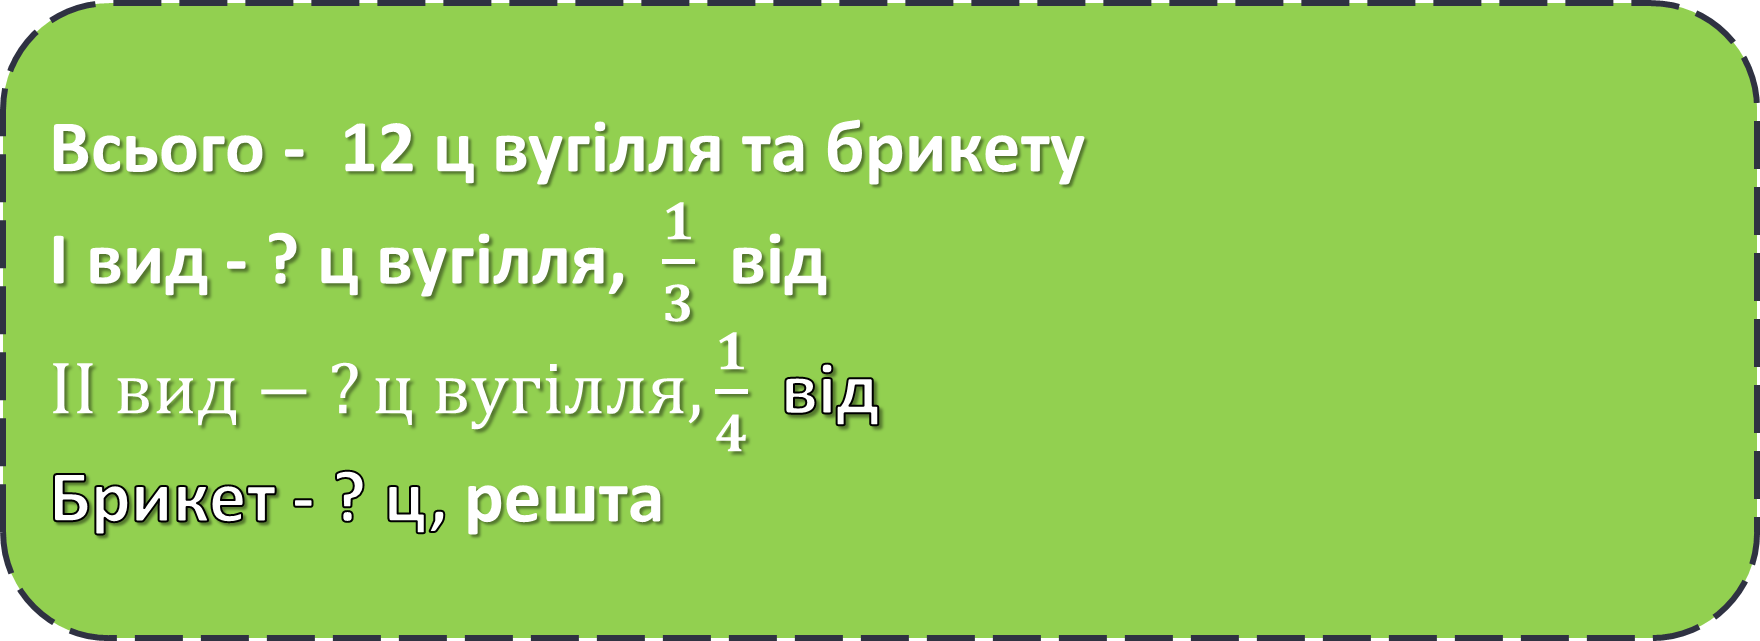 Всього - 12 ц вугілля та брикету
І вид - ? ц вугілля, 1/3 від
ІІ вид – ? ц вугілля, 1/4 від
Брикет - ? ц, решта